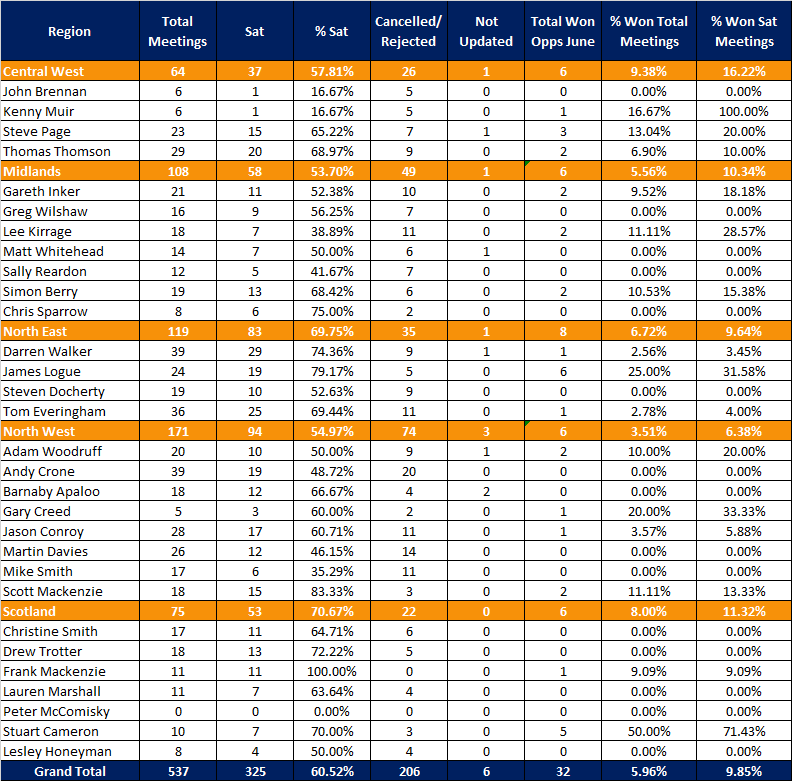 Region Total Meetings Sat % Sat Cancelled/ Rejected Not Updated Total Won Opps June % Won Total Meetings % Won Sat Meetings
Central West 64 37 57.81% 26 1 6 9.38% 16.22%
John Brennan 6 1 16.67% 5 0 0 0.00% 0.00%
Kenny Muir 6 1 16.67% 5 0 1 16.67% 100.00%
Steve Page 23 15 65.22% 7 1 3 13.04% 20.00%
Thomas Thomson 29 20 68.97% 9 0 2 6.90% 10.00%
Midlands 108 58 53.70% 49 1 6 5.56% 10.34%
Gareth Inker 21 11 52.38% 10 0 2 9.52% 18.18%
Greg Wilshaw 16 9 56.25% 7 0 0 0.00% 0.00%
Lee Kirrage 18 7 38.89% 11 0 2 11.11% 28.57%
Matt Whitehead 14 7 50.00% 6 1 0 0.00% 0.00%
Sally Reardon 12 5 41.67% 7 0 0 0.00% 0.00%
Simon Berry 19 13 68.42% 6 0 2 10.53% 15.38%
Chris Sparrow 8 6 75.00% 2 0 0 0.00% 0.00%
North East 119 83 69.75% 35 1 8 6.72% 9.64%
Darren Walker 39 29 74.36% 9 1 1 2.56% 3.45%
James Logue 24 19 79.17% 5 0 6 25.00% 31.58%
Steven Docherty 19 10 52.63% 9 0 0 0.00% 0.00%
Tom Everingham 36 25 69.44% 11 0 1 2.78% 4.00%
North West 171 94 54.97% 74 3 6 3.51% 6.38%
Adam Woodruff 20 10 50.00% 9 1 2 10.00% 20.00%
Andy Crone 39 19 48.72% 20 0 0 0.00% 0.00%
Barnaby Apaloo 18 12 66.67% 4 2 0 0.00% 0.00%
Gary Creed 5 3 60.00% 2 0 1 20.00% 33.33%
Jason Conroy 28 17 60.71% 11 0 1 3.57% 5.88%
Martin Davies 26 12 46.15% 14 0 0 0.00% 0.00%
Mike Smith 17 6 35.29% 11 0 0 0.00% 0.00%
Scott Mackenzie 18 15 83.33% 3 0 2 11.11% 13.33%
Scotland 75 53 70.67% 22 0 6 8.00% 11.32%
Christine Smith 17 11 64.71% 6 0 0 0.00% 0.00%
Drew Trotter 18 13 72.22% 5 0 0 0.00% 0.00%
Frank Mackenzie 11 11 100.00% 0 0 1 9.09% 9.09%
Lauren Marshall 11 7 63.64% 4 0 0 0.00% 0.00%
Peter McComisky 0 0 0.00% 0 0 0 0.00% 0.00%
Stuart Cameron 10 7 70.00% 3 0 5 50.00% 71.43%
Lesley Honeyman 8 4 50.00% 4 0 0 0.00% 0.00%
Grand Total 537 325 60.52% 206 6 32 5.96% 9.85%